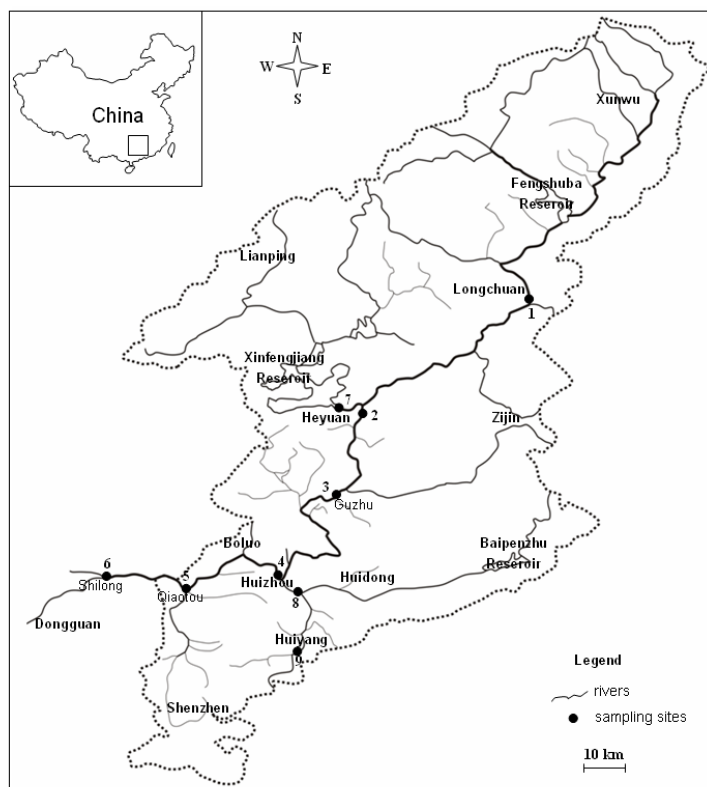 N
W E
S
China
Xunwu
Fengshuba
Reseroir
Lianping
Longchuan
1
Xinfengjiang
Reseroil
7
Heyuan
2
Zijin
3
Guzhu
Boluo
4
Baipenzhu
Reseroir
6
5
Huizhou
Huidong
Shilong
Qiaotou
8
Dongguan
Huiyang
9
Legend
rivers
Shenzhen
sampling sites
10 km